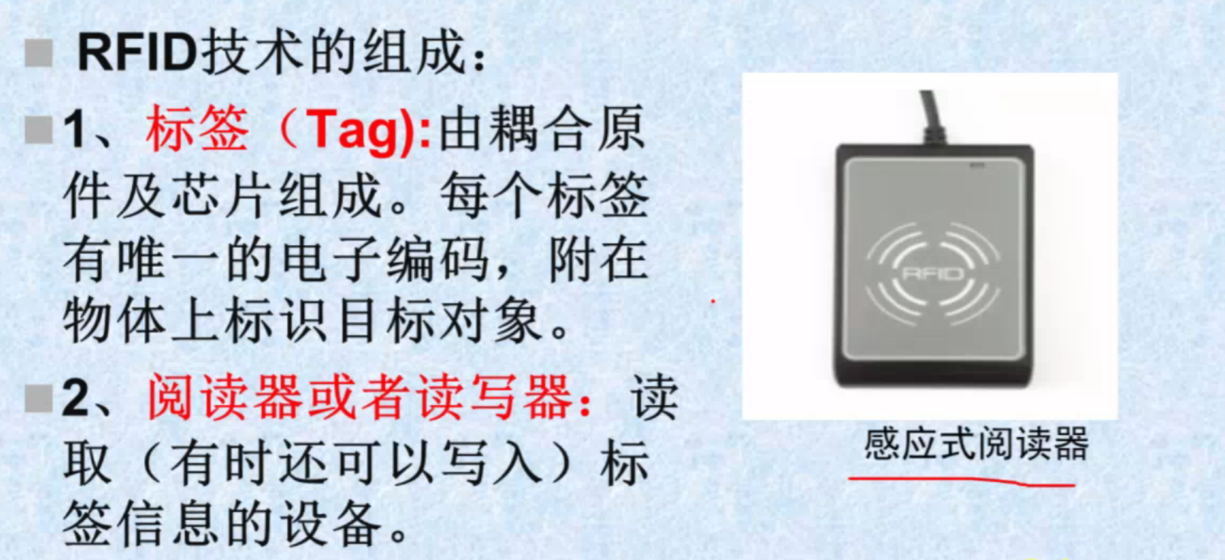 RFID技术的组成：
1、标签（Tag):由耦合原
件及芯片组成。每个标签
有唯一的电子编码，附在
物体上标识目标对象。
2、阅读器或者读写器：读
取（有时还可以写入）标
签信息的设备。
RFID
感应式阅读器